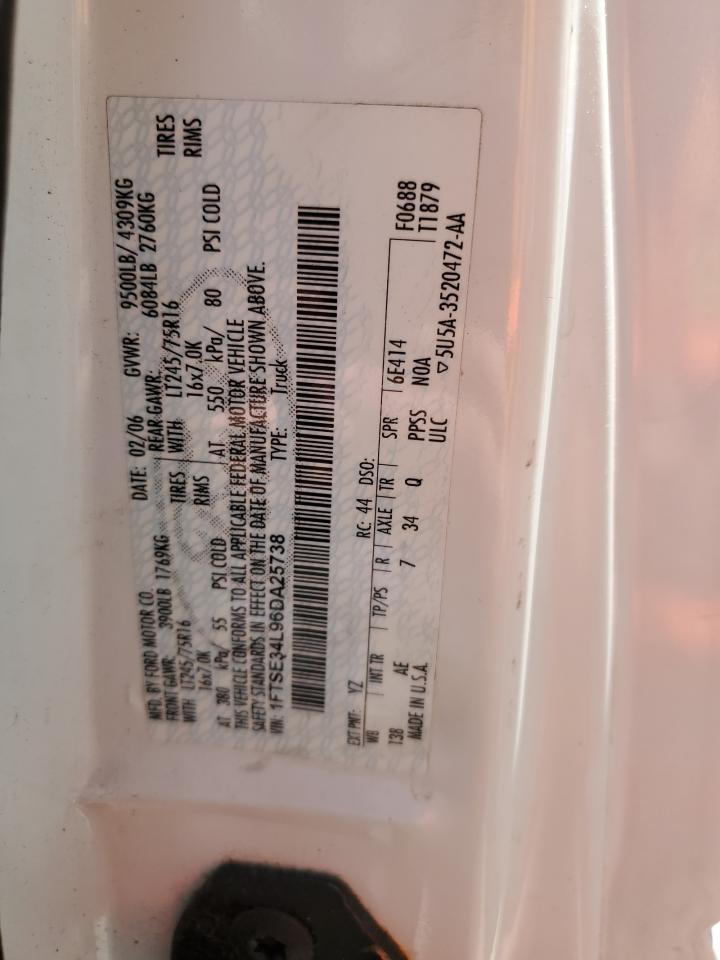 MFD. BY FORD MOTOR CO.
DATE: 02/06 GVWR: 9500LB/ 4309KG
FRONT GAWR: 3900LB 1769KG REAR GAWR: 6084LB 2760KG
WITH LT245/75R16 TIRES WITH LT245/75R16 TIRES
16x7.0K RIMS 16x7.0K RIMS
AT 380 kPa/ 55 PSI COLD AT 550 kPa/ 80 PSI COLD
THIS VEHICLE CONFORMS TO ALL APPLICABLE FEDERAL MOTOR VEHICLE
SAFETY STANDARDS IN EFFECT ON THE DATE OF MANUFACTURE SHOWN ABOVE.
VIN: 1FTSE34L96DA25738 TYPE: Truck
EXT PNT: YZ RC: 44 DSO:
WB INT TR TP/PS R AXLE TR SPR 6E414 F0688
138 AE 7 34 Q PPSS N0A T1879
MADE IN U.S.A. ULC ▽5U5A-3520472-AA